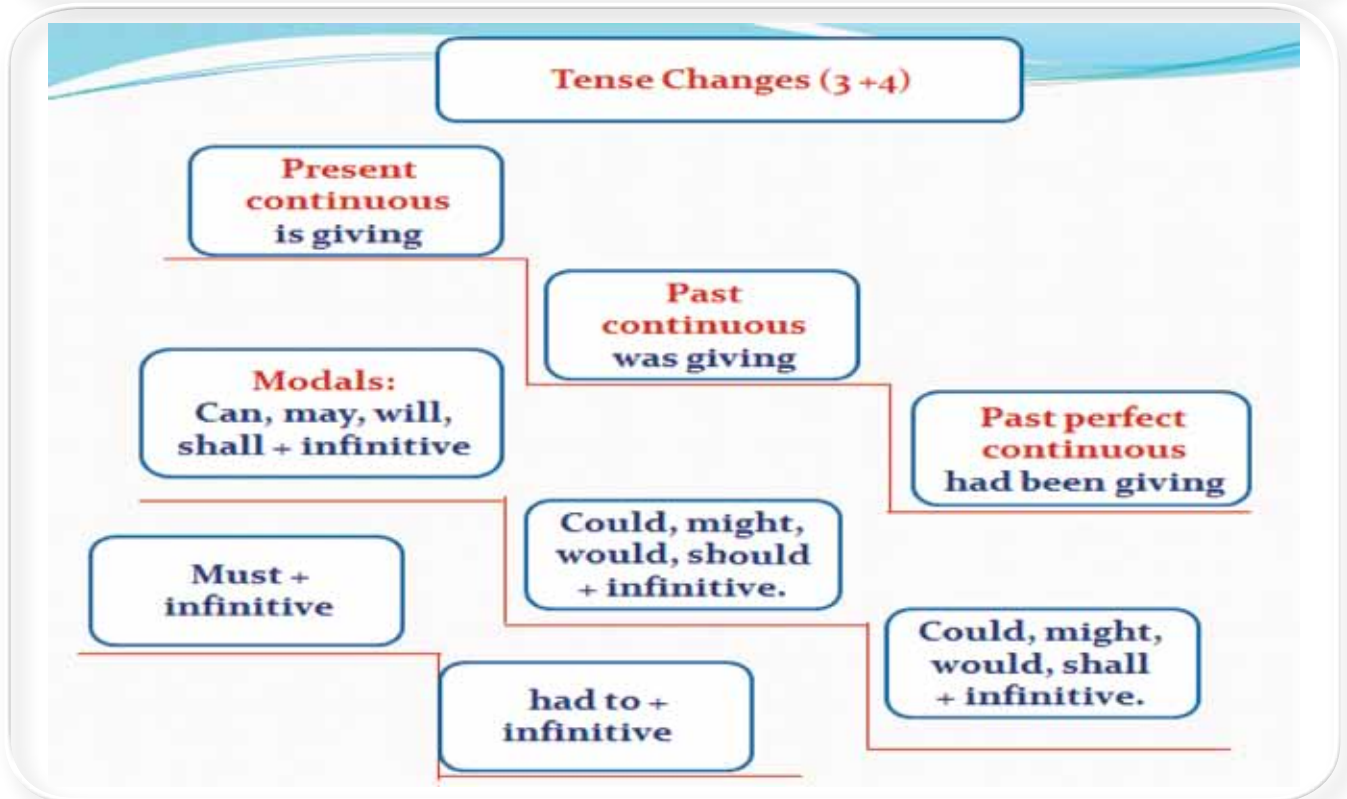 Tense Changes (3 +4)
Present
continuous
is giving
Past
continuous
was giving
Past perfect
continuous
had been giving
Modals:
Can, may, will,
shall + infinitive
Could, might,
would, should
+ infinitive.
Could, might,
would, shall
+ infinitive.
Must +
infinitive
had to +
infinitive